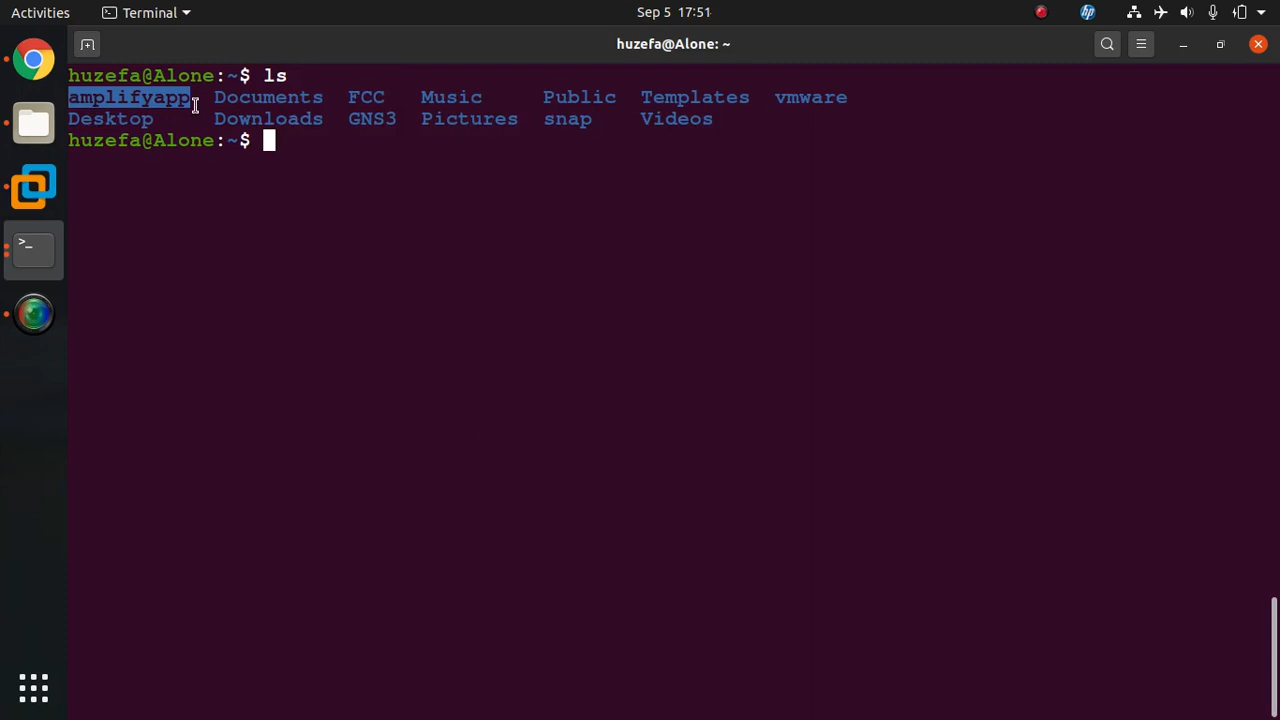 Activities Terminal Sep 5 17:51
huzefa@Alone: ~
huzefa@Alone:~$ ls
amplifyapp Documents FCC Music Public Templates vmware
Desktop Downloads GNS3 Pictures snap Videos
huzefa@Alone:~$